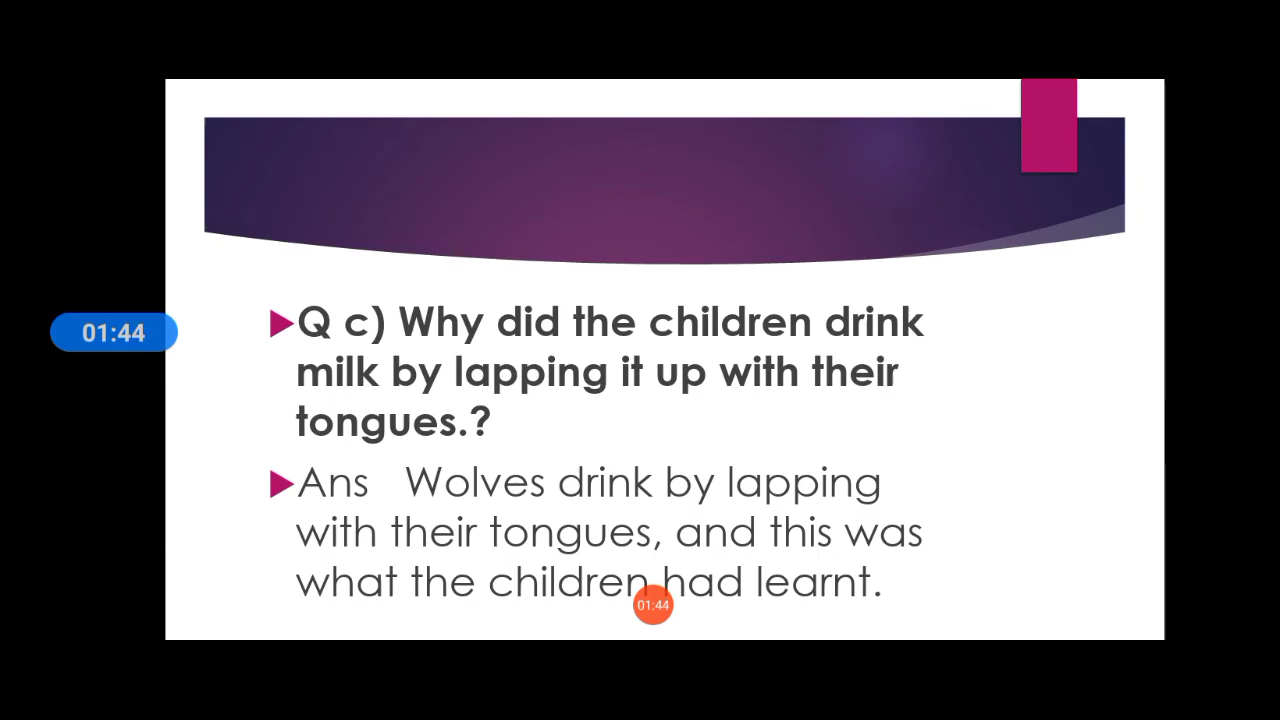 01:44
Q c) Why did the children drink
milk by lapping it up with their
tongues.?
Ans Wolves drink by lapping
with their tongues, and this was
what the children had learnt.
01:44